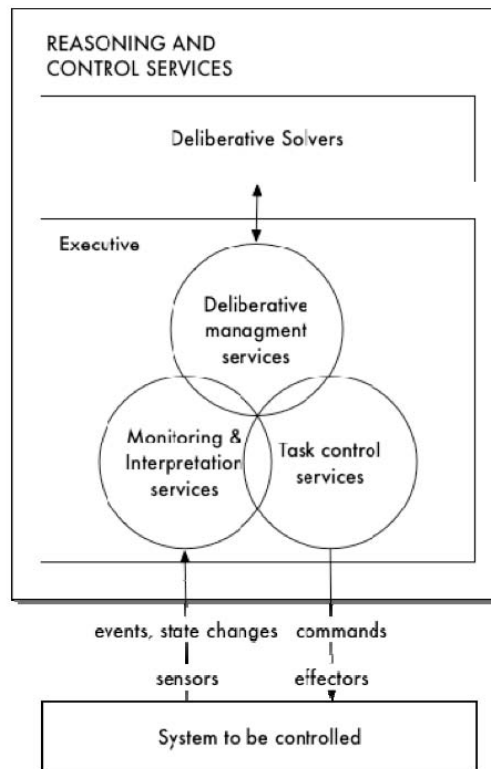 REASONING AND
CONTROL SERVICES
Deliberative Solvers
Executive
Deliberative
managment
services
Monitoring &
Interpretation
services
Task control
services
events, state changes
commands
sensors
effectors
System to be controlled